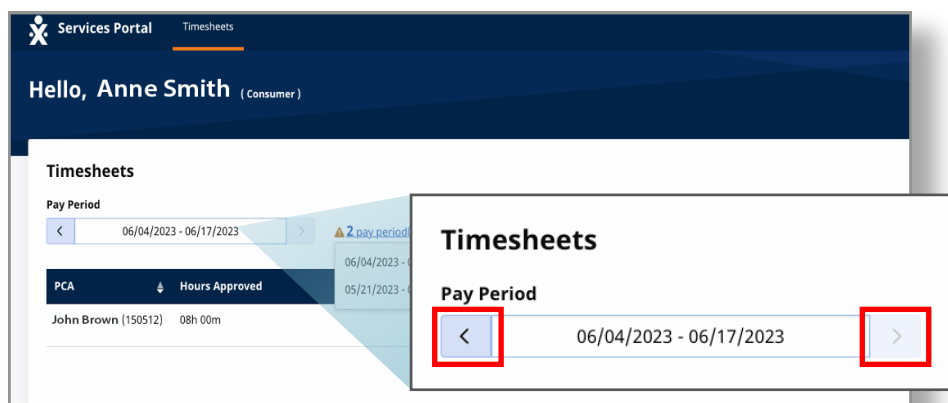 Services Portal Timesheets
Hello, Anne Smith (Consumer)
Timesheets
Pay Period
< 06/04/2023 - 06/17/2023 >
2 pay period(
06/04/2023 -
05/21/2023 -
PCA Hours Approved
John Brown (150512) 08h 00m
Timesheets
Pay Period
< 06/04/2023 - 06/17/2023 >